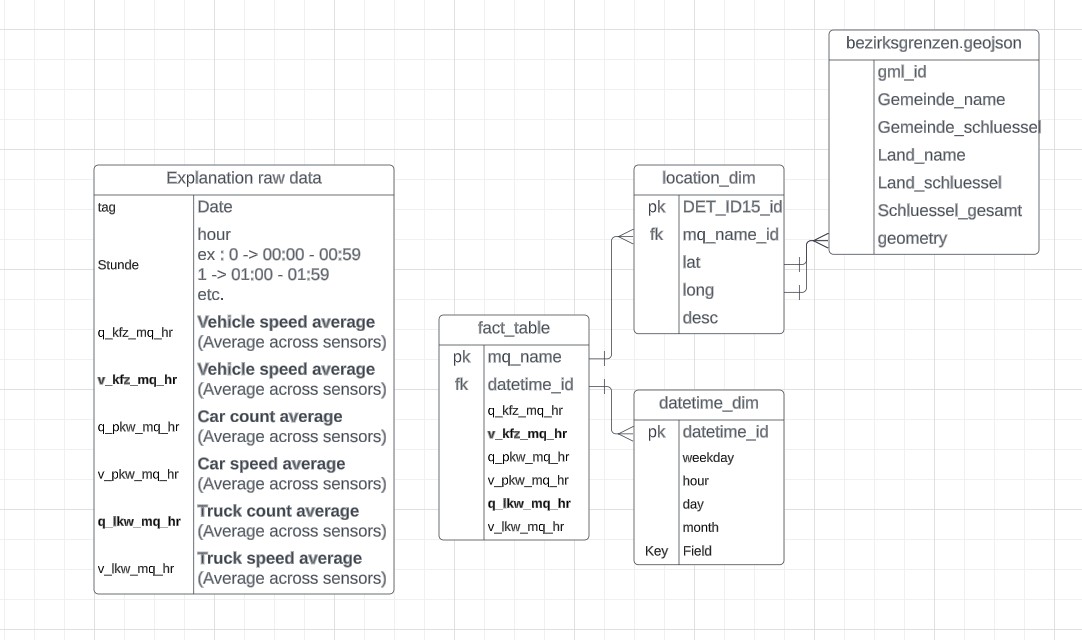 bezirksgrenzen.geojson
gml_id
Gemeinde_name
Gemeinde_schluessel
Land_name
Land_schluessel
Schluessel_gesamt
geometry
Explanation raw data
tag Date
Stunde hour
ex : 0 -> 00:00 - 00:59
1 -> 01:00 - 01:59
etc.
q_kfz_mq_hr Vehicle speed average
(Average across sensors)
v_kfz_mq_hr Vehicle speed average
(Average across sensors)
q_pkw_mq_hr Car count average
(Average across sensors)
v_pkw_mq_hr Car speed average
(Average across sensors)
q_lkw_mq_hr Truck count average
(Average across sensors)
v_lkw_mq_hr Truck speed average
(Average across sensors)
fact_table
pk mq_name
fk datetime_id
q_kfz_mq_hr
v_kfz_mq_hr
q_pkw_mq_hr
v_pkw_mq_hr
q_lkw_mq_hr
v_lkw_mq_hr
location_dim
pk DET_ID15_id
fk mq_name_id
lat
long
desc
datetime_dim
pk datetime_id
weekday
hour
day
month
Key Field